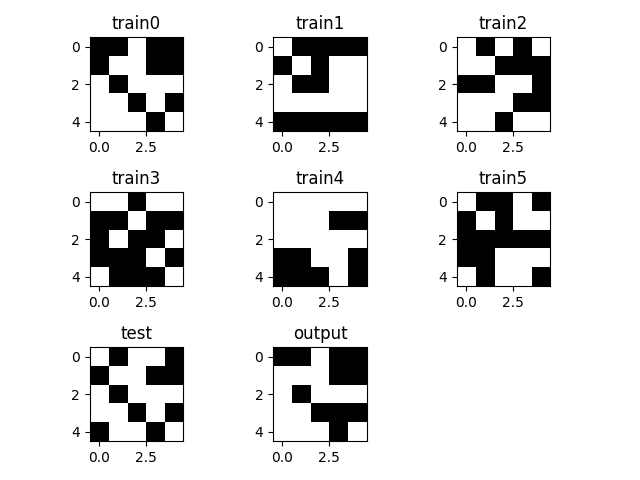 train0 train1 train2
0 0 0
2 2 2
4 4 4
0.0 2.5 0.0 2.5 0.0 2.5
train3 train4 train5
0 0 0
2 2 2
4 4 4
0.0 2.5 0.0 2.5 0.0 2.5
test output
0 0
2 2
4 4
0.0 2.5 0.0 2.5